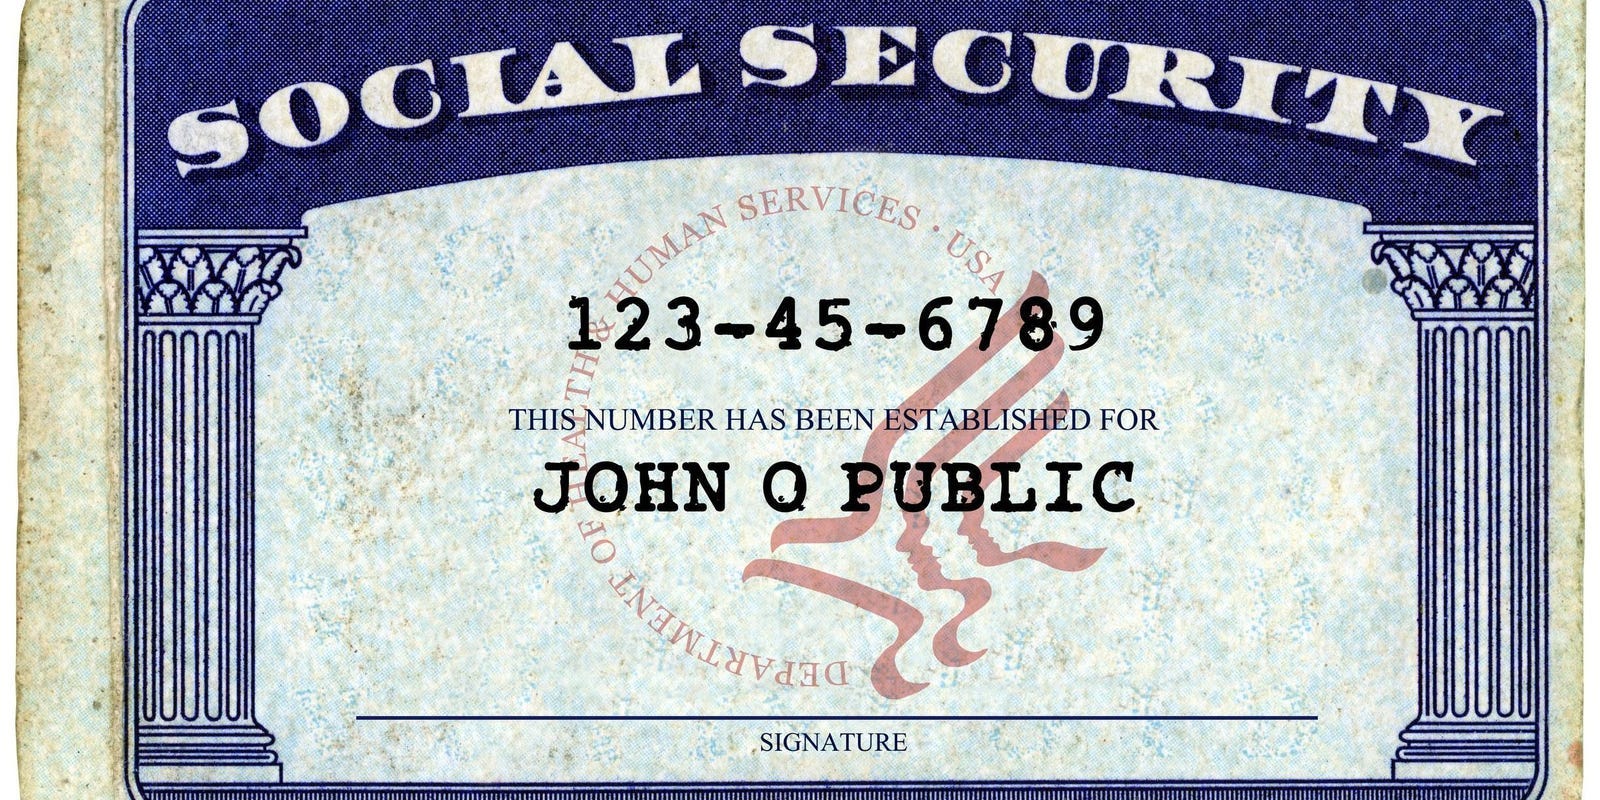 SOCIAL SECURITY
DEPARTMENT OF HEALTH & HUMAN SERVICES · USA
123-45-6789
THIS NUMBER HAS BEEN ESTABLISHED FOR
JOHN Q PUBLIC
SIGNATURE